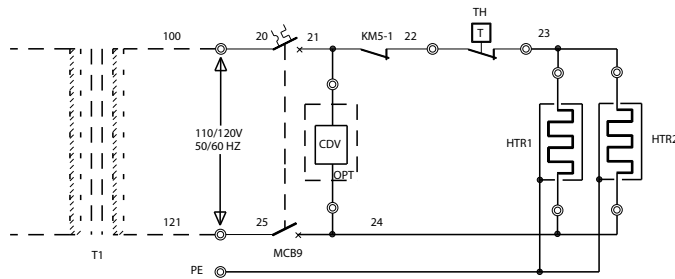 TH
100
20
21
KM5-1
22
T
23
110/120V
50/60 HZ
CDV
OPT
HTR1
HTR2
121
25
24
T1
MCB9
PE